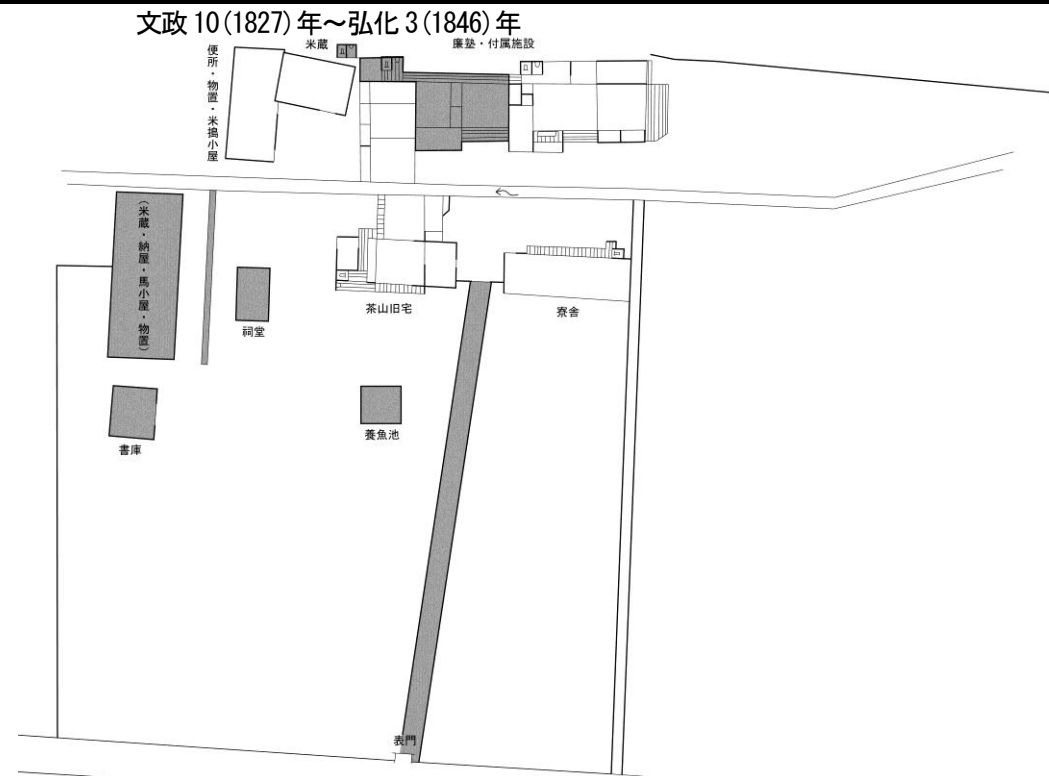 文政 10(1827)年～弘化 3(1846)年
米蔵
廉塾・付属施設
便所・物置・米搗小屋
(米蔵・納屋・馬小屋・物置)
祠堂
茶山旧宅
寮舎
書庫
養魚池
表門